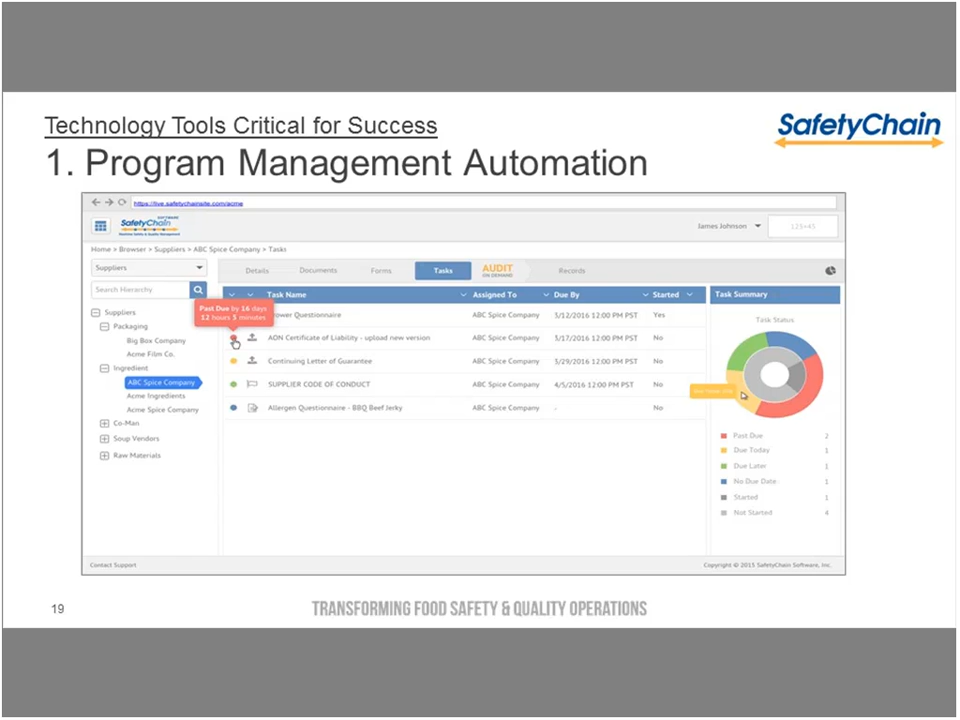 Technology Tools Critical for Success
SafetyChain
1. Program Management Automation
https://live.safetychainsite.com/acme
SafetyChain
SOFTWARE
James Johnson
Home > Browser > Suppliers > ABC Spice Company > Tasks
Suppliers
Details Documents Forms Tasks AUDIT ON DEMAND Records
Search Hierarchy
Task Name Assigned To Due By Started Task Summary
Past Due by 16 days
12 hours 5 minutes
Suppliers
Packaging
Big Box Company
Acme Film Co.
Ingredient
ABC Spice Company
Acme Ingredients
Acme Spice Company
Co-Man
Soup Vendors
Raw Materials
Questionnaire ABC Spice Company 3/12/2016 12:00 PM PST Yes
AON Certificate of Liability - upload new version ABC Spice Company 3/17/2016 12:00 PM PST No
Continuing Letter of Guarantee ABC Spice Company 3/29/2016 12:00 PM PST No
SUPPLIER CODE OF CONDUCT ABC Spice Company 4/5/2016 12:00 PM PST No
Allergen Questionnaire - BBQ Beef Jerky ABC Spice Company - No
Task Status
Past Due 2
Due Today 1
Due Later 1
No Due Date 1
Started 1
Not Started 4
Contact Support
Copyright © 2015 SafetyChain Software, Inc.
19
TRANSFORMING FOOD SAFETY & QUALITY OPERATIONS